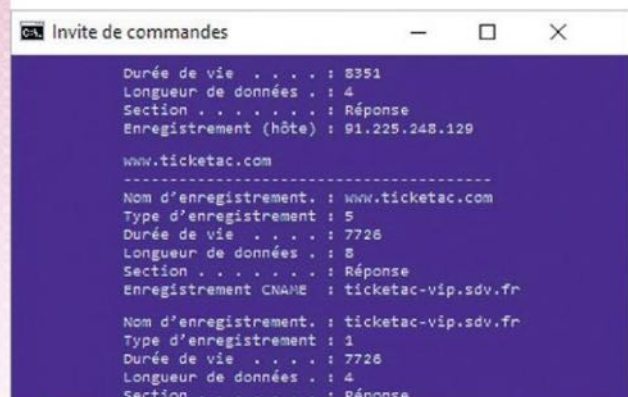 Invite de commandes
Durée de vie . . . . : 8351
Longueur de données . : 4
Section . . . . . . . : Réponse
Enregistrement (hôte) : 91.225.248.129
www.ticketac.com
----------------------------------------
Nom d'enregistrement. : www.ticketac.com
Type d'enregistrement : 5
Durée de vie . . . . : 7726
Longueur de données . : 8
Section . . . . . . . : Réponse
Enregistrement CNAME : ticketac-vip.sdv.fr
Nom d'enregistrement. : ticketac-vip.sdv.fr
Type d'enregistrement : 1
Durée de vie . . . . : 7726
Longueur de données . : 4
Section . . . . . . . : Réponse